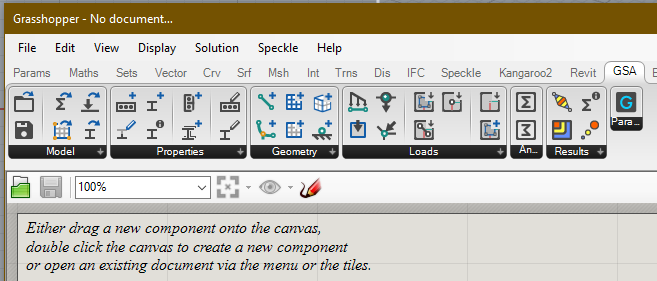 Grasshopper - No document...
File Edit View Display Solution Speckle Help
Params Maths Sets Vector Crv Srf Msh Int Trns Dis IFC Speckle Kangaroo2 Revit GSA
Model Properties Geometry Loads An... Results Para...
100%
Either drag a new component onto the canvas,
double click the canvas to create a new component
or open an existing document via the menu or the tiles.